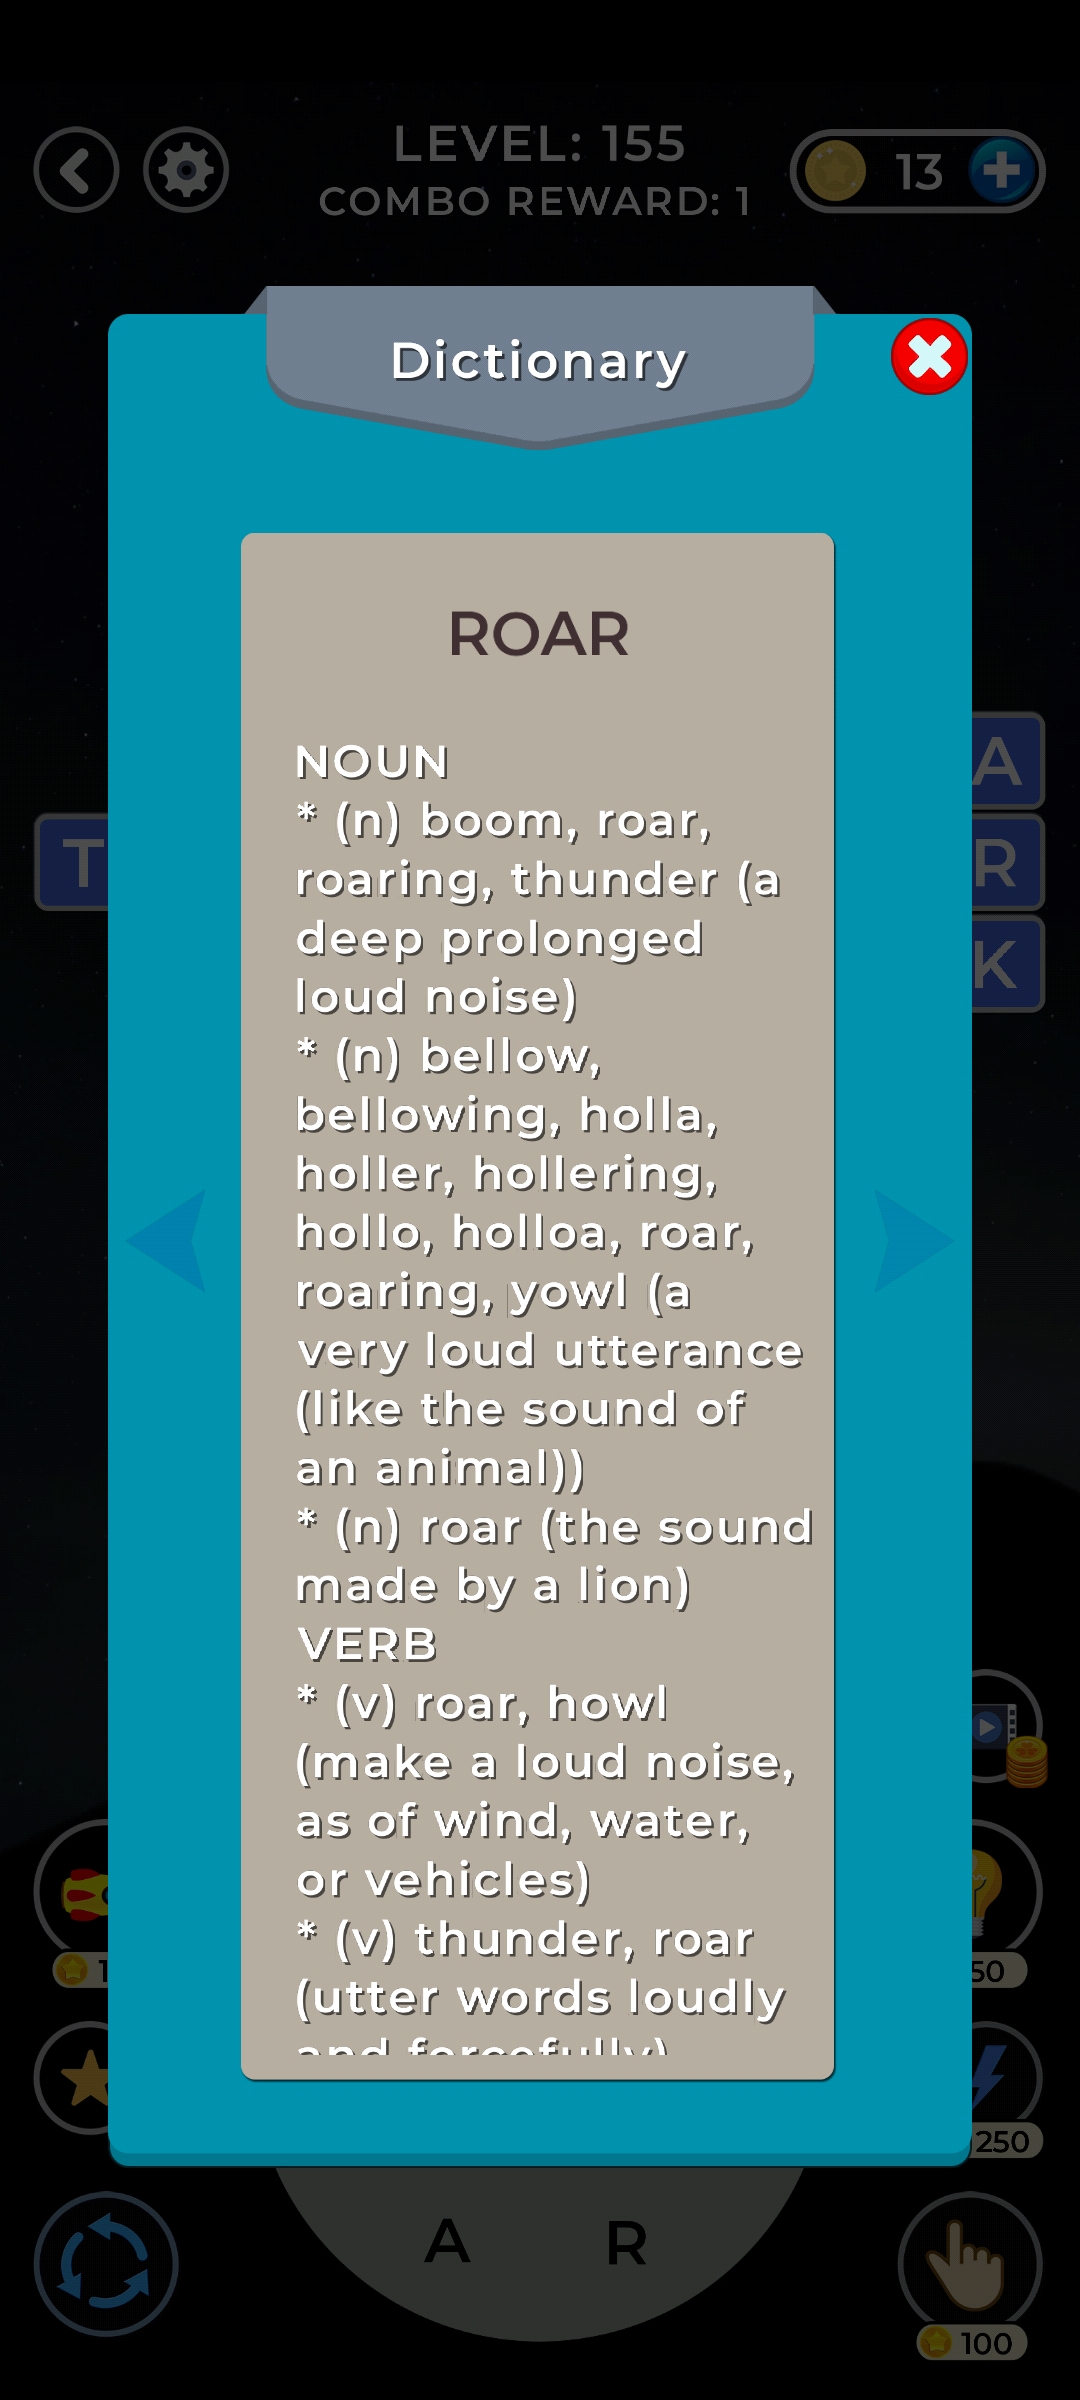 LEVEL: 155
COMBO REWARD: 1
13
Dictionary
ROAR
NOUN
* (n) boom, roar,
roaring, thunder (a
deep prolonged
loud noise)
* (n) bellow,
bellowing, holla,
holler, hollering,
hollo, holloa, roar,
roaring, yowl (a
very loud utterance
(like the sound of
an animal))
* (n) roar (the sound
made by a lion)
VERB
* (v) roar, howl
(make a loud noise,
as of wind, water,
or vehicles)
* (v) thunder, roar
(utter words loudly
and forcefully)
A
T
R
K
1
50
250
A R
100